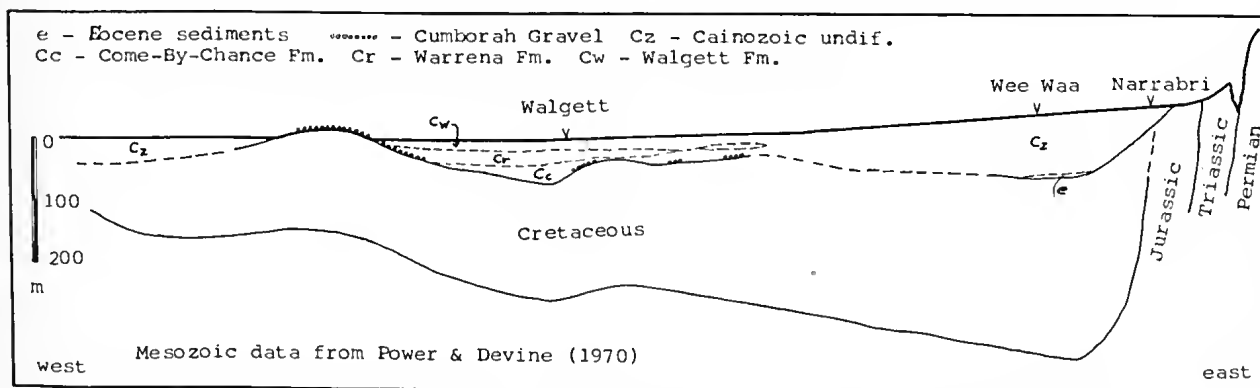 e - Eocene sediments ........ - Cumborah Gravel Cz - Cainozoic undif.
Cc - Come-By-Chance Fm. Cr - Warrena Fm. Cw - Walgett Fm.
Wee Waa Narrabri
Walgett
Cw
0
Cz
Cz
Cr
Cc
e
100
Cretaceous
Jurassic
Triassic
Permian
200
m
Mesozoic data from Power & Devine (1970)
west
east